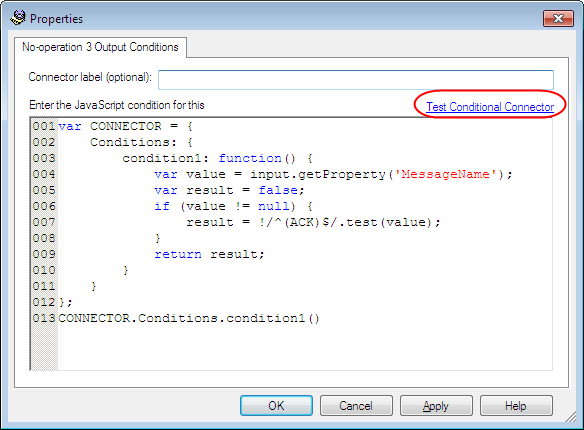 Properties
No-operation 3 Output Conditions
Connector label (optional):
Enter the JavaScript condition for this
Test Conditional Connector
001 var CONNECTOR = {
002     Conditions: {
003         condition1: function() {
004             var value = input.getProperty('MessageName');
005             var result = false;
006             if (value != null) {
007                 result = !/^(ACK)$/.test(value);
008             }
009             return result;
010         }
011     }
012 };
013 CONNECTOR.Conditions.condition1()
OK
Cancel
Apply
Help